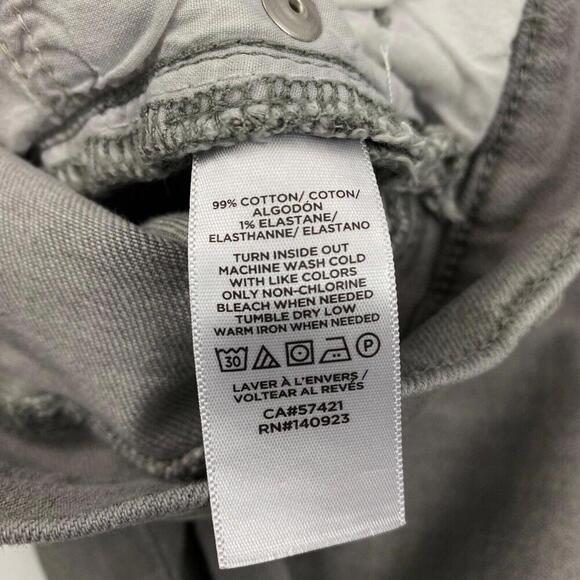 99% COTTON/ COTON/
ALGODÓN
1% ELASTANE/
ELASTHANNE/ ELASTANO
TURN INSIDE OUT
MACHINE WASH COLD
WITH LIKE COLORS
ONLY NON-CHLORINE
BLEACH WHEN NEEDED
TUMBLE DRY LOW
WARM IRON WHEN NEEDED
30 P
LAVER À L'ENVERS/
VOLTEAR AL REVÉS
CA#57421
RN#140923